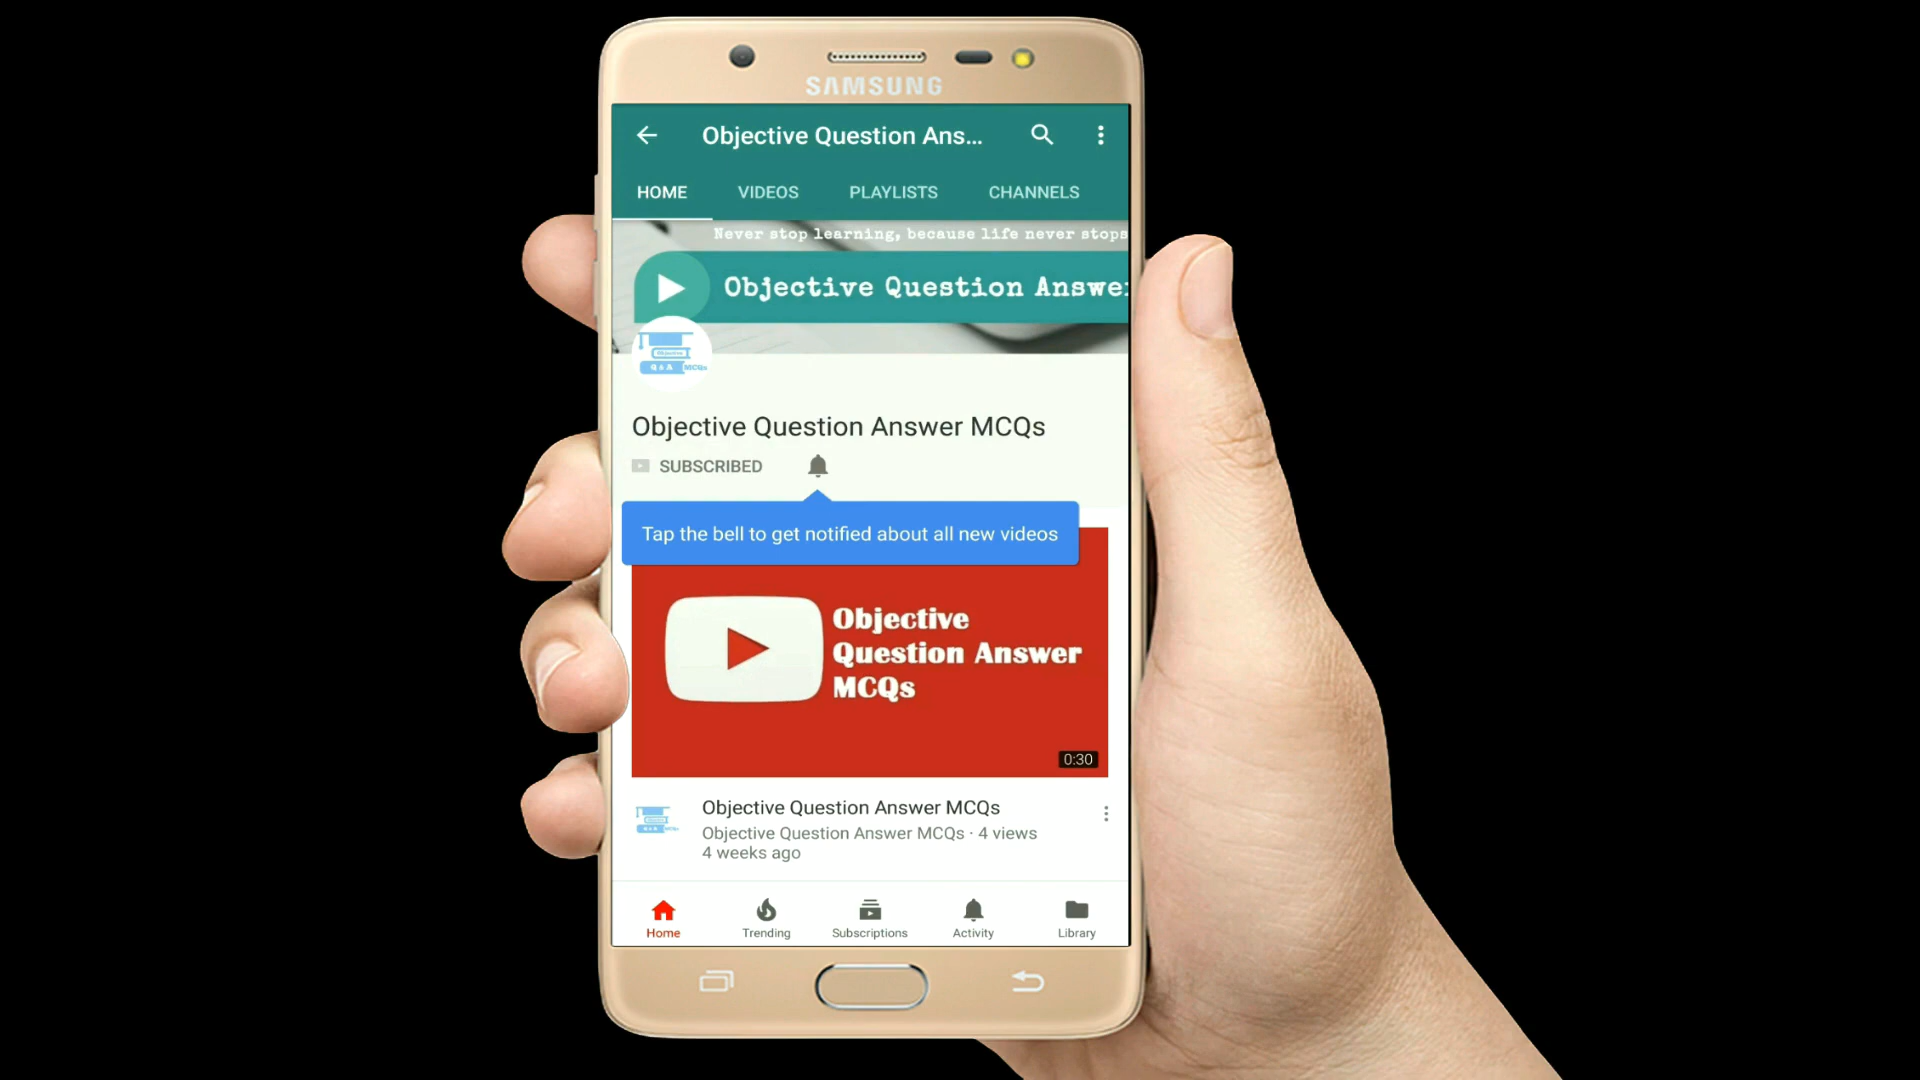 SAMSUNG
Objective Question Ans...
HOME VIDEOS PLAYLISTS CHANNELS
Never stop learning, because life never stops
Objective Question Answe
Objective
Q & A MCQs
Objective Question Answer MCQs
SUBSCRIBED
Tap the bell to get notified about all new videos
Objective
Question Answer
MCQs
0:30
Objective Question Answer MCQs
Objective Question Answer MCQs · 4 views
4 weeks ago
Home Trending Subscriptions Activity Library